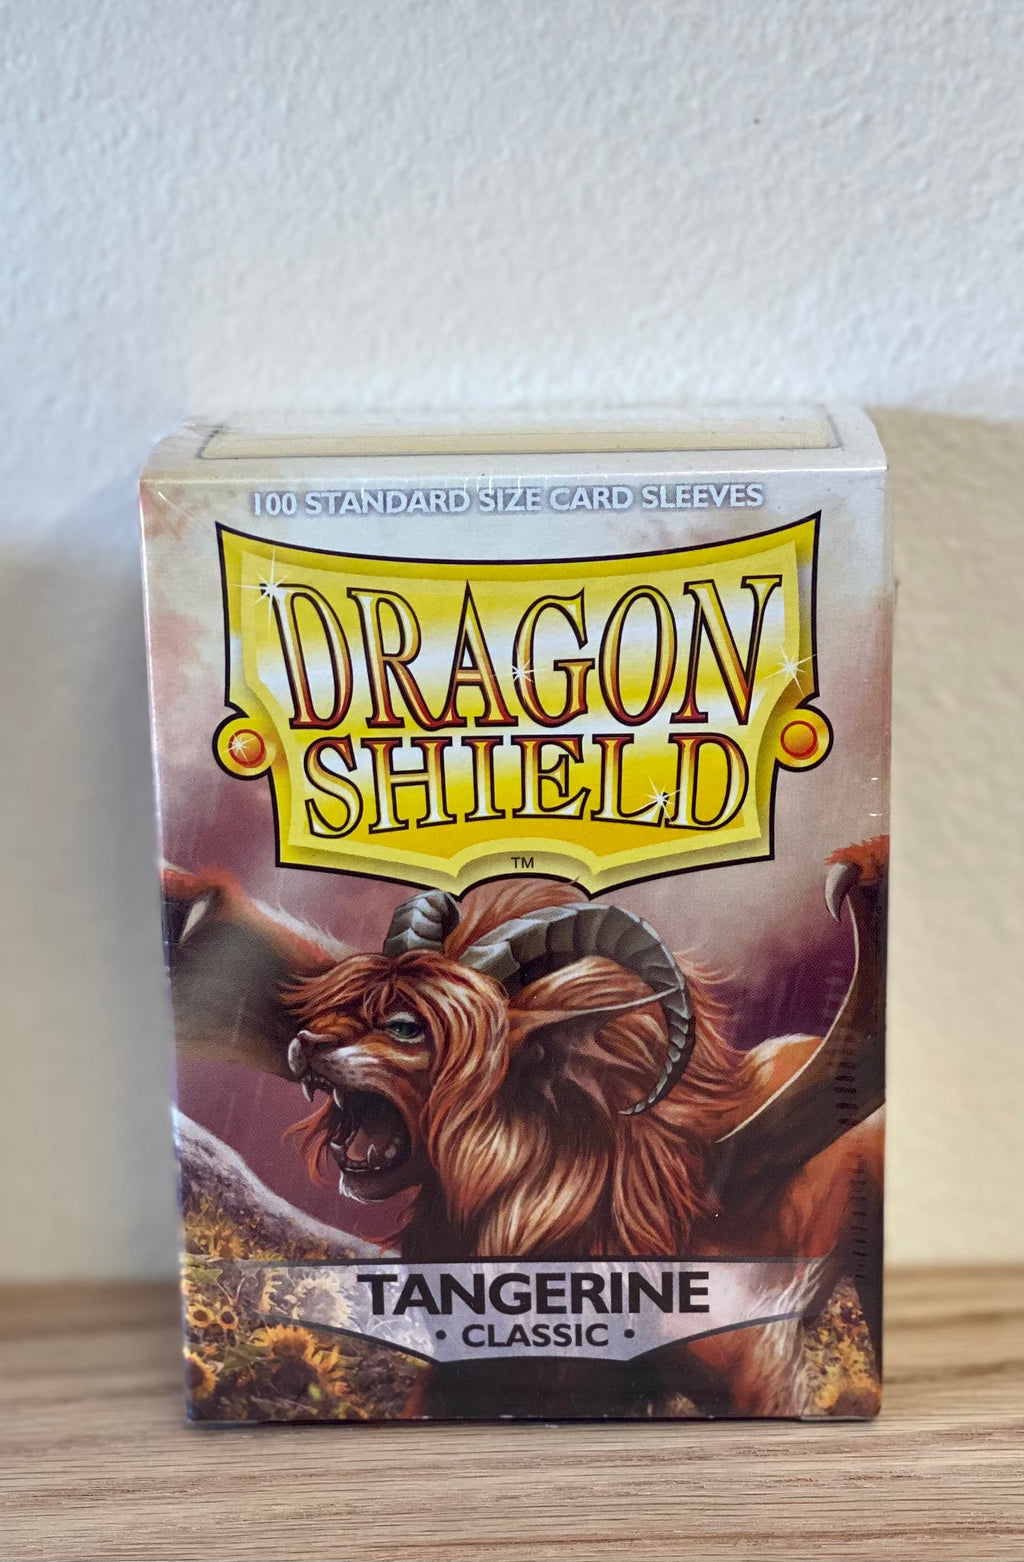 100 STANDARD SIZE CARD SLEEVES
DRAGON
SHIELD
TM
TANGERINE
• CLASSIC •